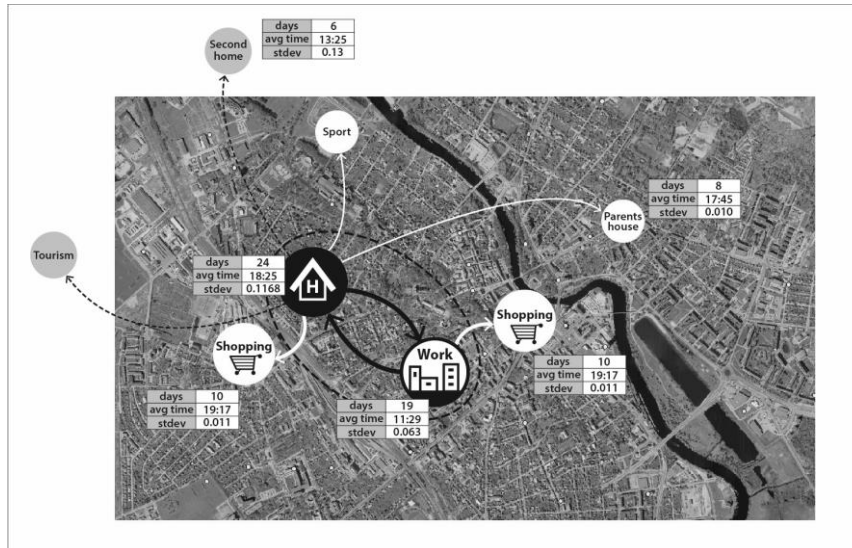 Second
home
days 6
avg time 13:25
stdev 0.13
Sport
Parents
house
days 8
avg time 17:45
stdev 0.010
Tourism
days 24
avg time 18:25
stdev 0.1168
H
Shopping
days 10
avg time 19:17
stdev 0.011
Work
days 19
avg time 11:29
stdev 0.063
Shopping
days 10
avg time 19:17
stdev 0.011